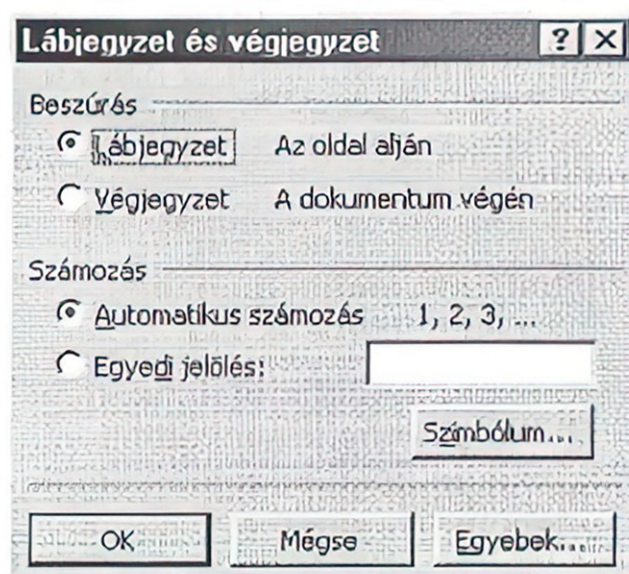 Lábjegyzet és végjegyzet
Beszúrás
Lábjegyzet Az oldal alján
Végjegyzet A dokumentum végén
Számozás
Automatikus számozás 1, 2, 3, ...
Egyedi jelölés:
Szimbólum...
OK Mégse Egyebek...